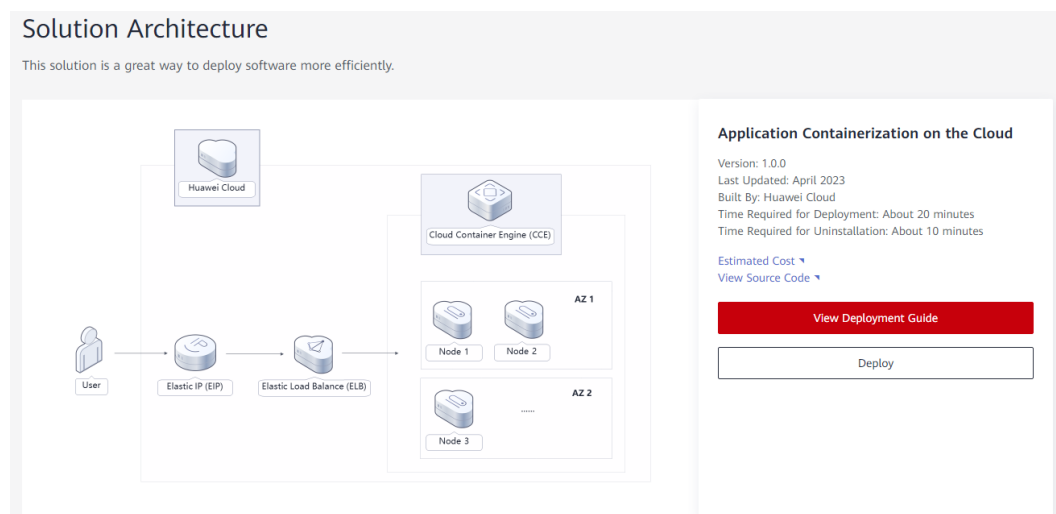 Solution Architecture
This solution is a great way to deploy software more efficiently.
Huawei Cloud
Cloud Container Engine (CCE)
AZ 1
Node 1
Node 2
User
Elastic IP (EIP)
Elastic Load Balance (ELB)
AZ 2
......
Node 3
Application Containerization on the Cloud
Version: 1.0.0
Last Updated: April 2023
Built By: Huawei Cloud
Time Required for Deployment: About 20 minutes
Time Required for Uninstallation: About 10 minutes
Estimated Cost
View Source Code
View Deployment Guide
Deploy